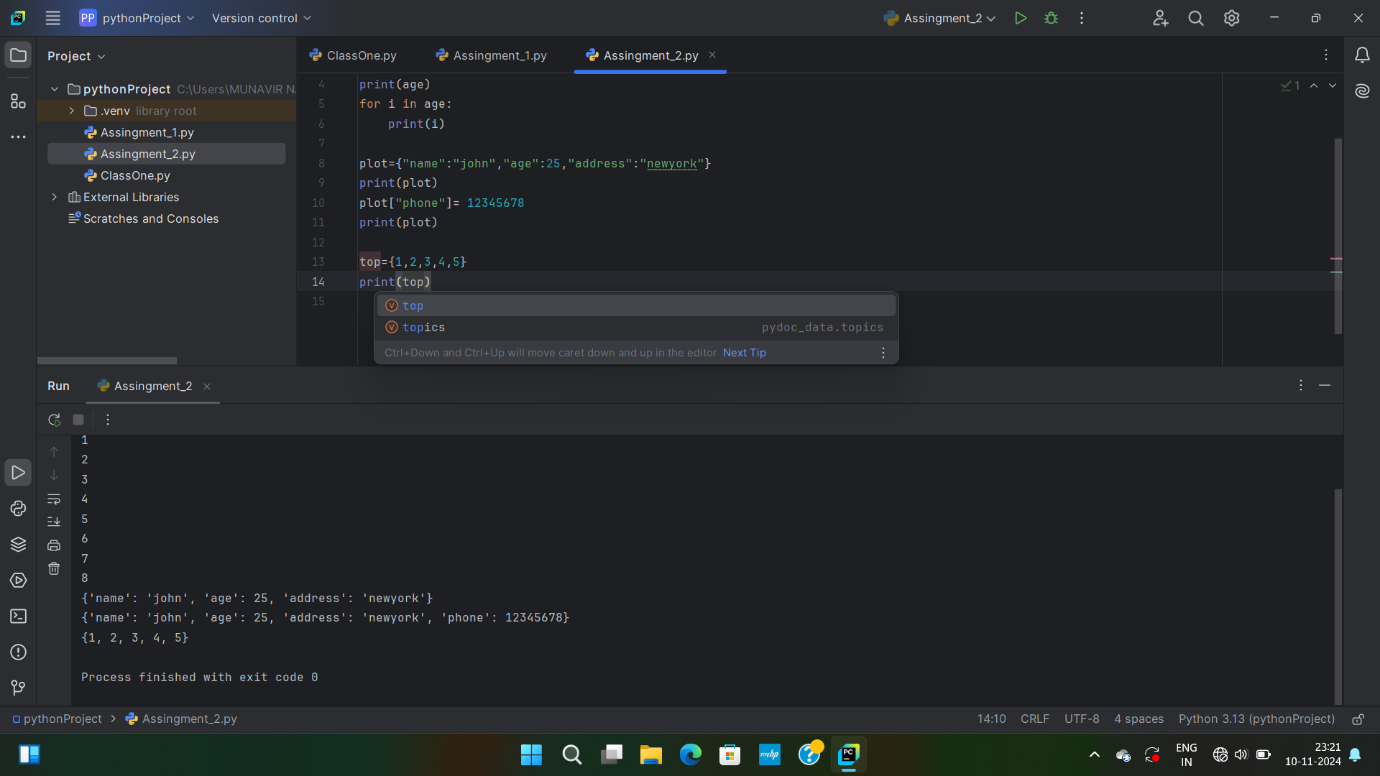 PP pythonProject Version control Assingment_2
Project ClassOne.py Assingment_1.py Assingment_2.py
pythonProject C:\Users\MUNAVIR N
.venv library root
Assingment_1.py
Assingment_2.py
ClassOne.py
External Libraries
Scratches and Consoles
4 print(age)
5 for i in age:
6 print(i)
7
8 plot={"name":"john","age":25,"address":"newyork"}
9 print(plot)
10 plot["phone"]= 12345678
11 print(plot)
12
13 top={1,2,3,4,5}
14 print(top)
15
1
top
topics pydoc_data.topics
Ctrl+Down and Ctrl+Up will move caret down and up in the editor Next Tip
Run Assingment_2
1
2
3
4
5
6
7
8
{'name': 'john', 'age': 25, 'address': 'newyork'}
{'name': 'john', 'age': 25, 'address': 'newyork', 'phone': 12345678}
{1, 2, 3, 4, 5}
Process finished with exit code 0
pythonProject > Assingment_2.py 14:10 CRLF UTF-8 4 spaces Python 3.13 (pythonProject)
ENG
IN
23:21
10-11-2024